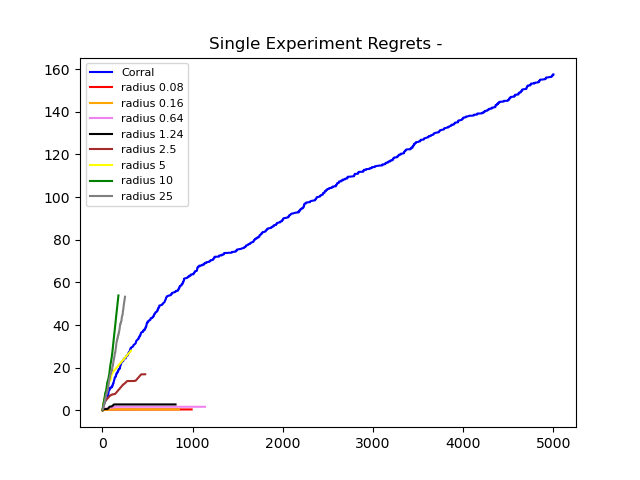 Single Experiment Regrets -
160
140
120
100
80
60
40
20
0
Corral
radius 0.08
radius 0.16
radius 0.64
radius 1.24
radius 2.5
radius 5
radius 10
radius 25
0 1000 2000 3000 4000 5000